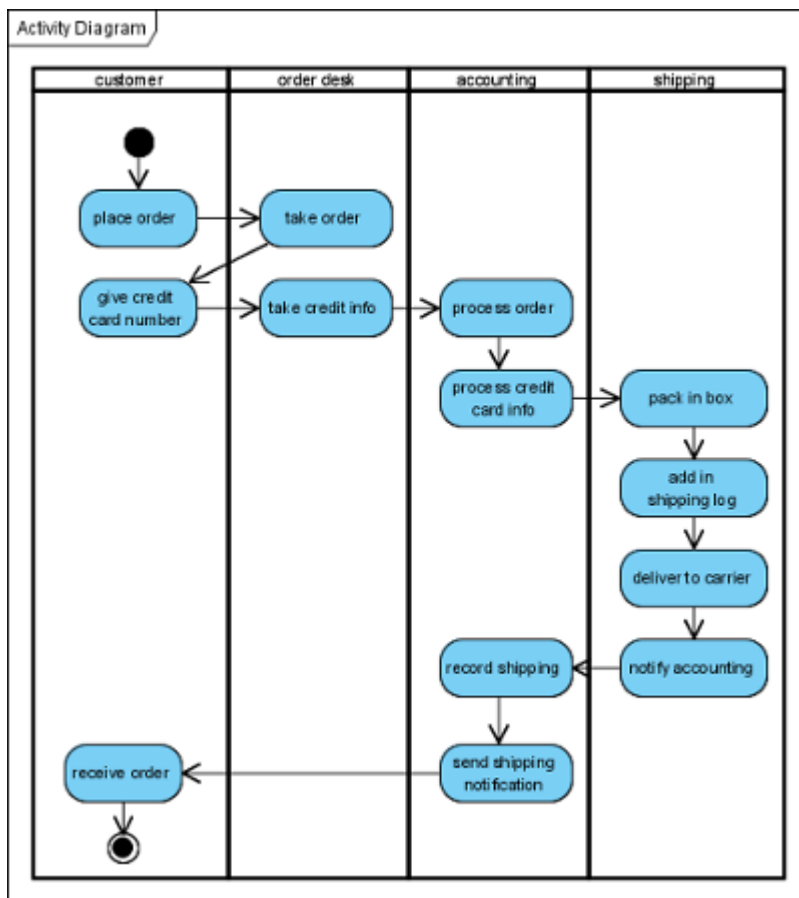 Activity Diagram
customer
order desk
accounting
shipping
place order
take order
give credit
card number
take credit info
process order
process credit
card info
pack in box
add in
shipping log
deliver to carrier
record shipping
notify accounting
receive order
send shipping
notification